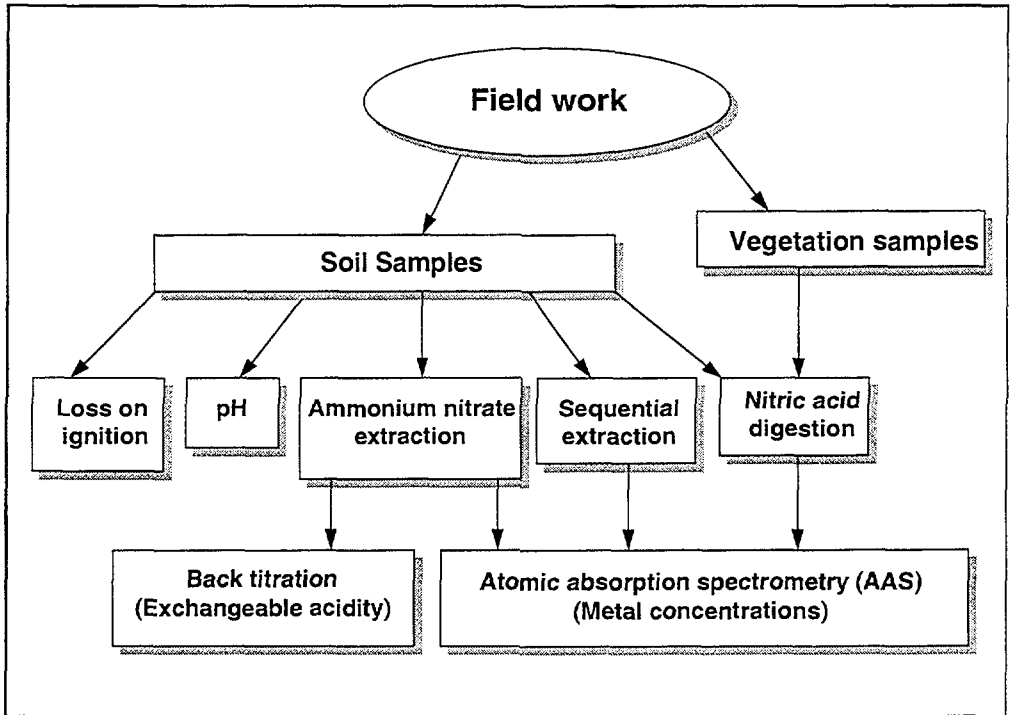 Field work
Vegetation samples
Soil Samples
Loss on
ignition
pH
Ammonium nitrate
extraction
Sequential
extraction
Nitric acid
digestion
Back titration
(Exchangeable acidity)
Atomic absorption spectrometry (AAS)
(Metal concentrations)